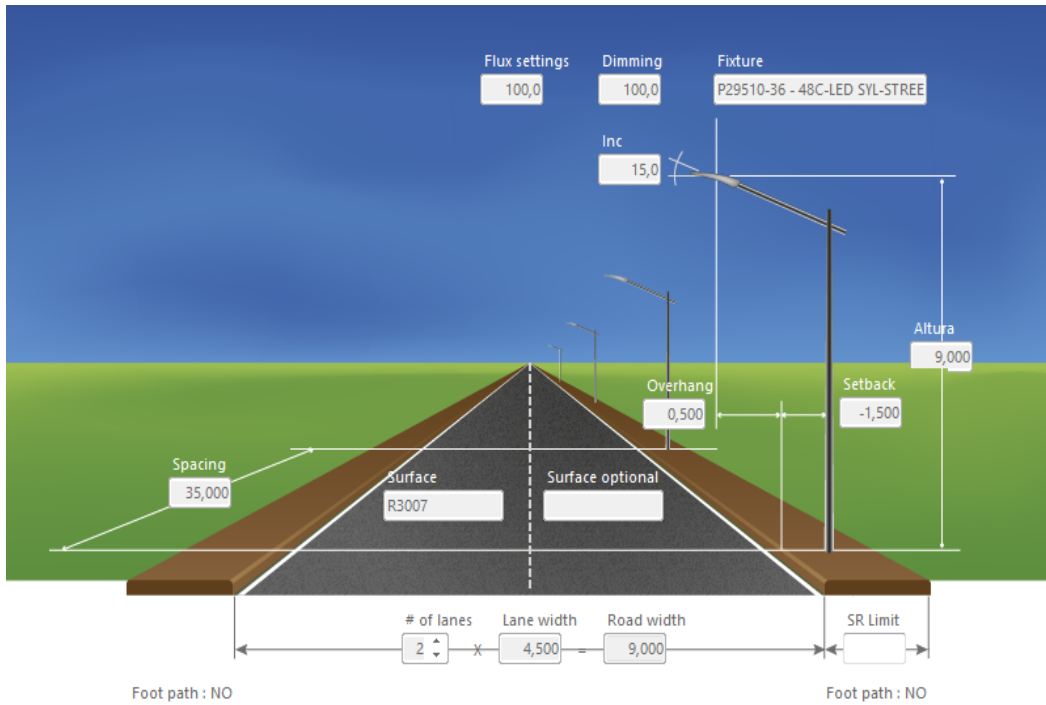 Flux settings
Dimming
Fixture
100,0
100,0
P29510-36 - 48C-LED SYL-STREE
Inc
15,0
Altura
9,000
Overhang
Setback
0,500
-1,500
Spacing
35,000
Surface
Surface optional
R3007
# of lanes
Lane width
Road width
SR Limit
2 X 4,500 = 9,000
Foot path : NO
Foot path : NO